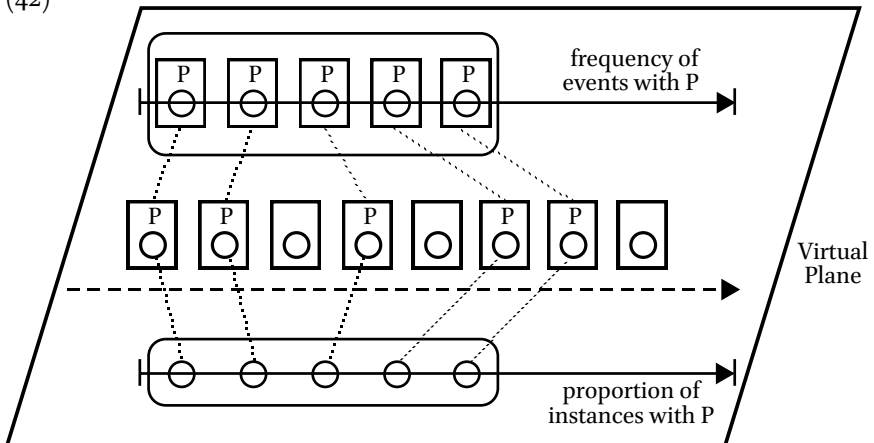 (42)
P P P P P
frequency of
events with P
P P P P P
Virtual
Plane
proportion of
instances with P